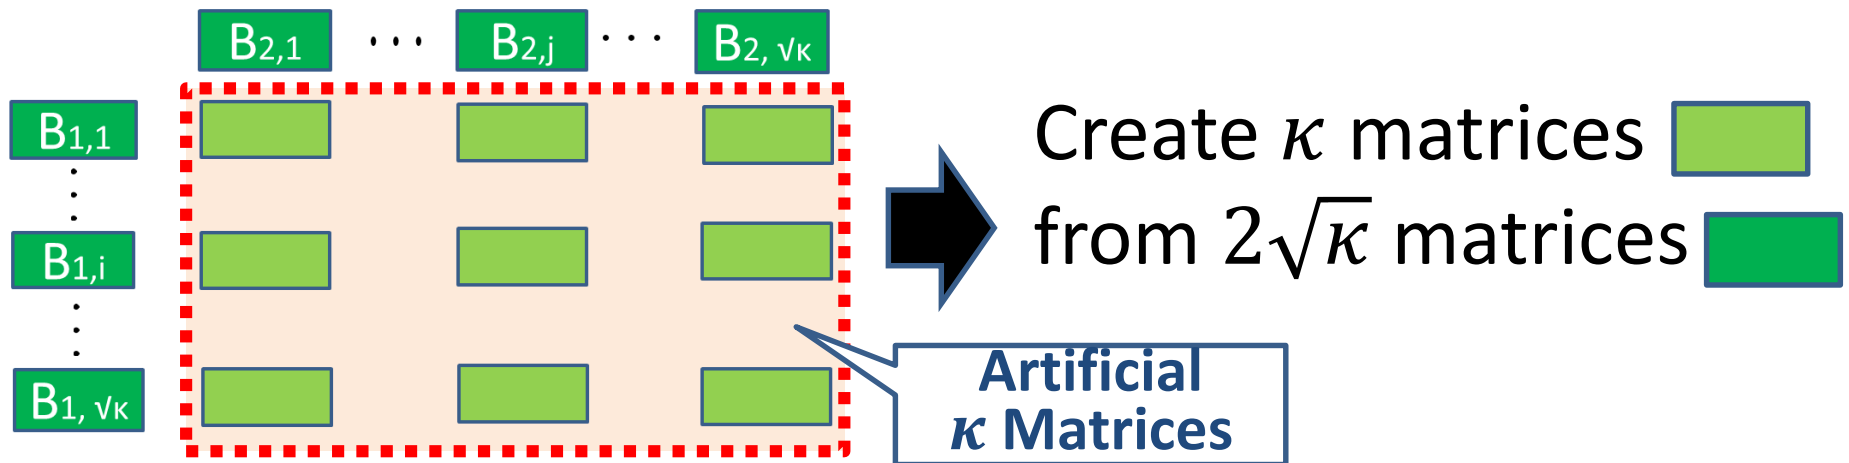 B2,1 ··· B2,j ··· B2, √κ
B1,1
B1,i
B1, √κ
Create κ matrices
from 2√κ matrices
Artificial
κ Matrices